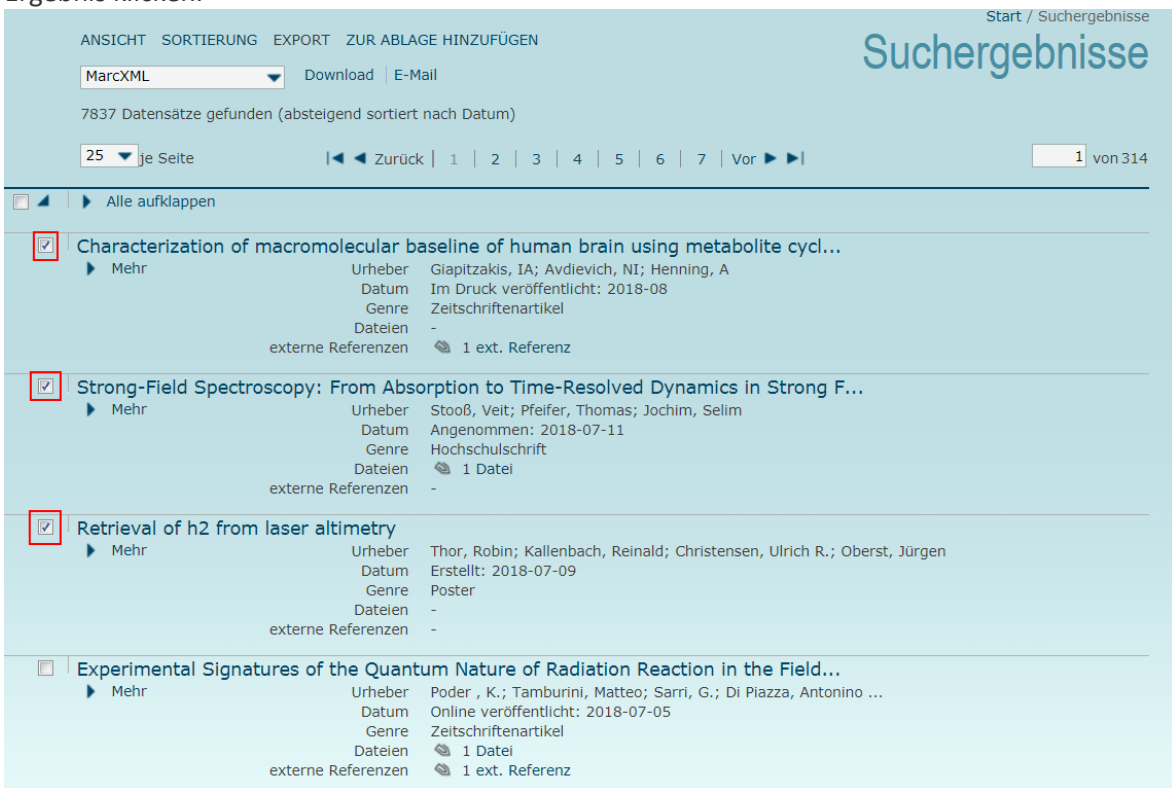 Ergebnis klicken.
Start / Suchergebnisse
ANSICHT SORTIERUNG EXPORT ZUR ABLAGE HINZUFÜGEN
Suchergebnisse
MarcXML Download E-Mail
7837 Datensätze gefunden (absteigend sortiert nach Datum)
25 je Seite Zurück | 1 | 2 | 3 | 4 | 5 | 6 | 7 | Vor 1 von 314
Alle aufklappen
Characterization of macromolecular baseline of human brain using metabolite cycl...
Mehr Urheber Giapitzakis, IA; Avdievich, NI; Henning, A
Datum Im Druck veröffentlicht: 2018-08
Genre Zeitschriftenartikel
Dateien -
externe Referenzen 1 ext. Referenz
Strong-Field Spectroscopy: From Absorption to Time-Resolved Dynamics in Strong F...
Mehr Urheber Stooß, Veit; Pfeifer, Thomas; Jochim, Selim
Datum Angenommen: 2018-07-11
Genre Hochschulschrift
Dateien 1 Datei
externe Referenzen -
Retrieval of h2 from laser altimetry
Mehr Urheber Thor, Robin; Kallenbach, Reinald; Christensen, Ulrich R.; Oberst, Jürgen
Datum Erstellt: 2018-07-09
Genre Poster
Dateien -
externe Referenzen -
Experimental Signatures of the Quantum Nature of Radiation Reaction in the Field...
Mehr Urheber Poder , K.; Tamburini, Matteo; Sarri, G.; Di Piazza, Antonino ...
Datum Online veröffentlicht: 2018-07-05
Genre Zeitschriftenartikel
Dateien 1 Datei
externe Referenzen 1 ext. Referenz